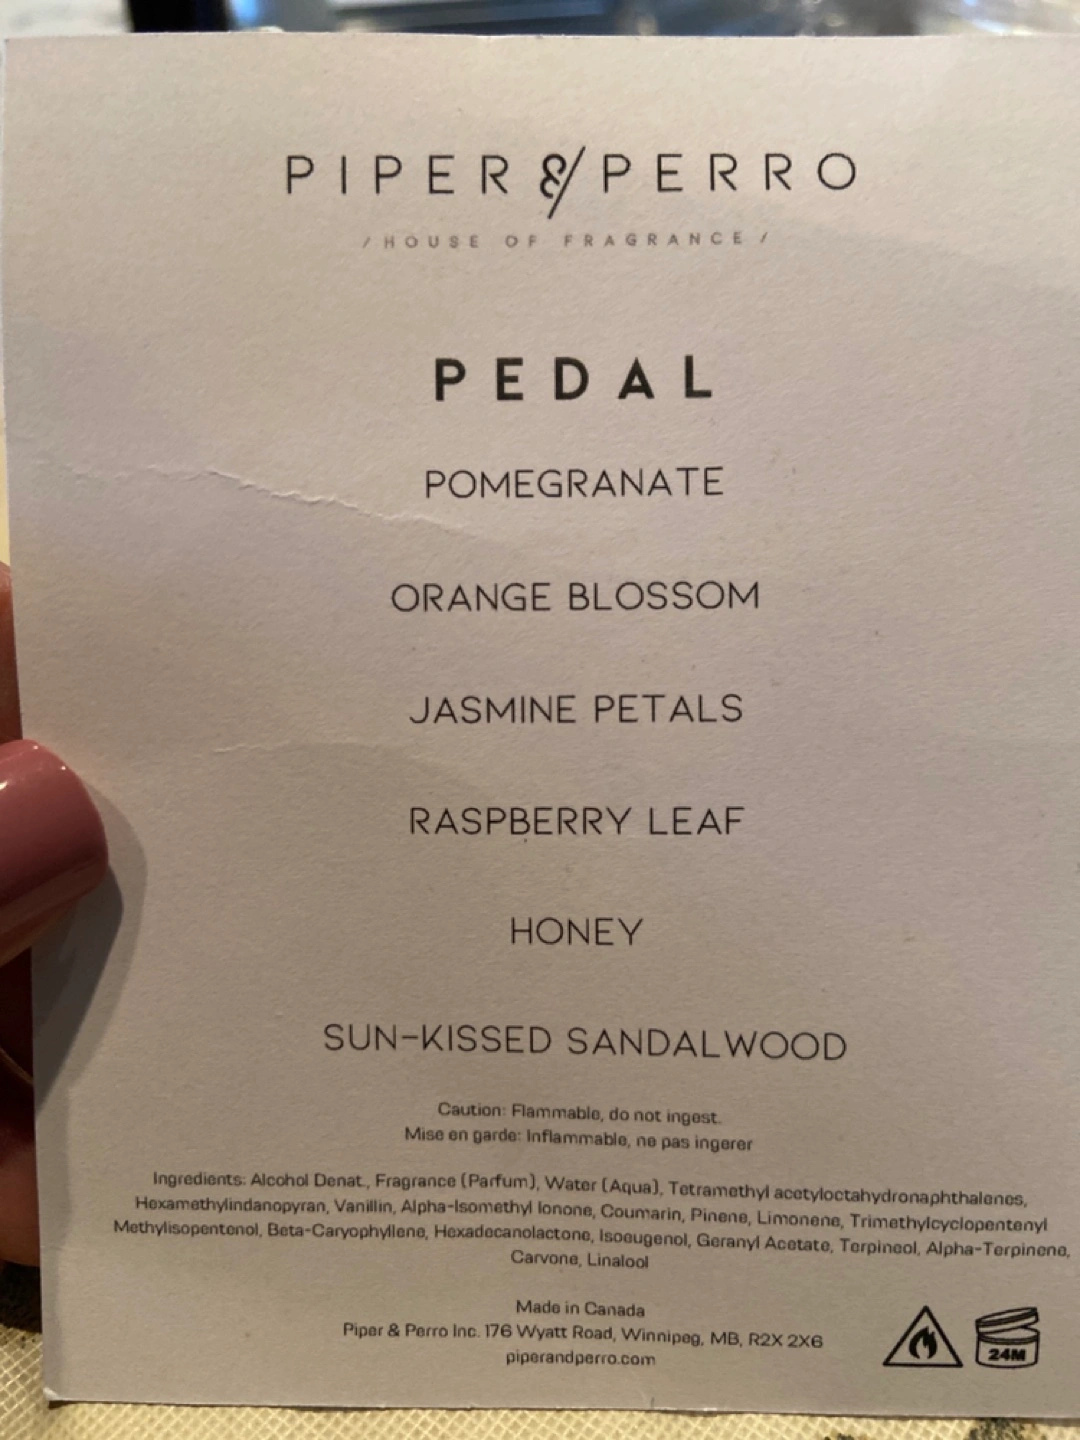 PIPER & PERRO
/ HOUSE OF FRAGRANCE /
PEDAL
POMEGRANATE
ORANGE BLOSSOM
JASMINE PETALS
RASPBERRY LEAF
HONEY
SUN-KISSED SANDALWOOD
Caution: Flammable, do not ingest.
Mise en garde: Inflammable, ne pas ingerer
Ingredients: Alcohol Denat., Fragrance (Parfum), Water (Aqua), Tetramethyl acetyloctahydronaphthalenes,
Hexamethylindanopyran, Vanillin, Alpha-Isomethyl Ionone, Coumarin, Pinene, Limonene, Trimethylcyclopentenyl
Methylisopentenol, Beta-Caryophyllene, Hexadecanolactone, Isoeugenol, Geranyl Acetate, Terpineol, Alpha-Terpinene,
Carvone, Linalool
Made in Canada
Piper & Perro Inc. 176 Wyatt Road, Winnipeg, MB, R2X 2X6
piperandperro.com
24M